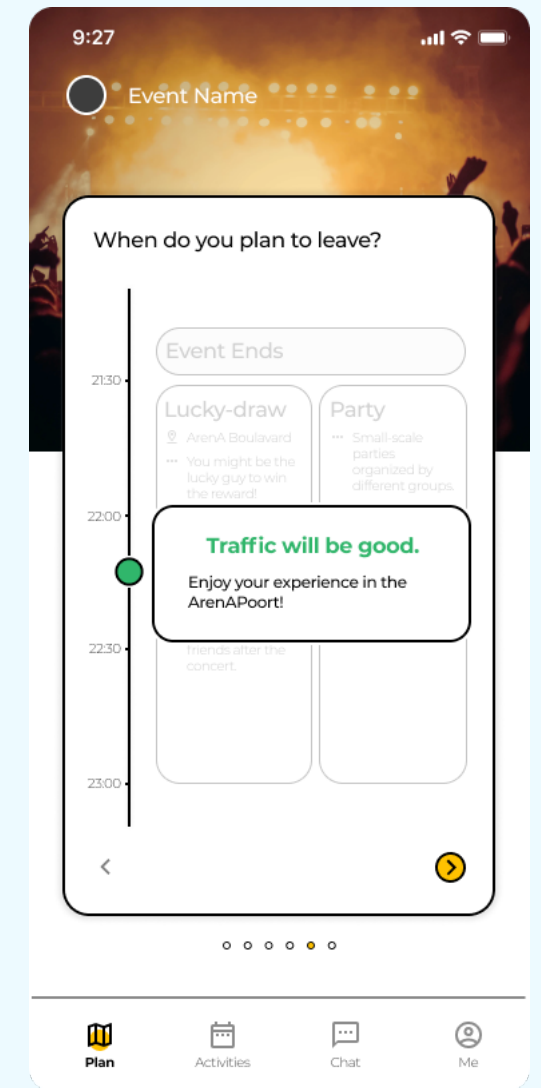 9:27
Event Name
When do you plan to leave?
Event Ends
21:30
Lucky-draw
ArenA Boulavard
You might be the
lucky guy to win
the reward!
Party
Small-scale
parties
organized by
different groups.
22:00
Traffic will be good.
Enjoy your experience in the
ArenAPoort!
22:30
friends after the
concert.
23:00
Plan
Activities
Chat
Me